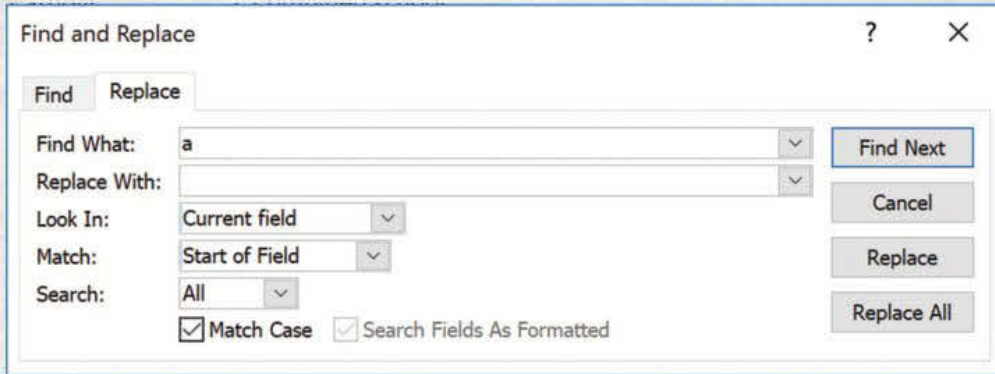 Find and Replace ?
Find Replace
Find What: a Find Next
Replace With:
Look In: Current field Cancel
Match: Start of Field Replace
Search: All Replace All
Match Case Search Fields As Formatted